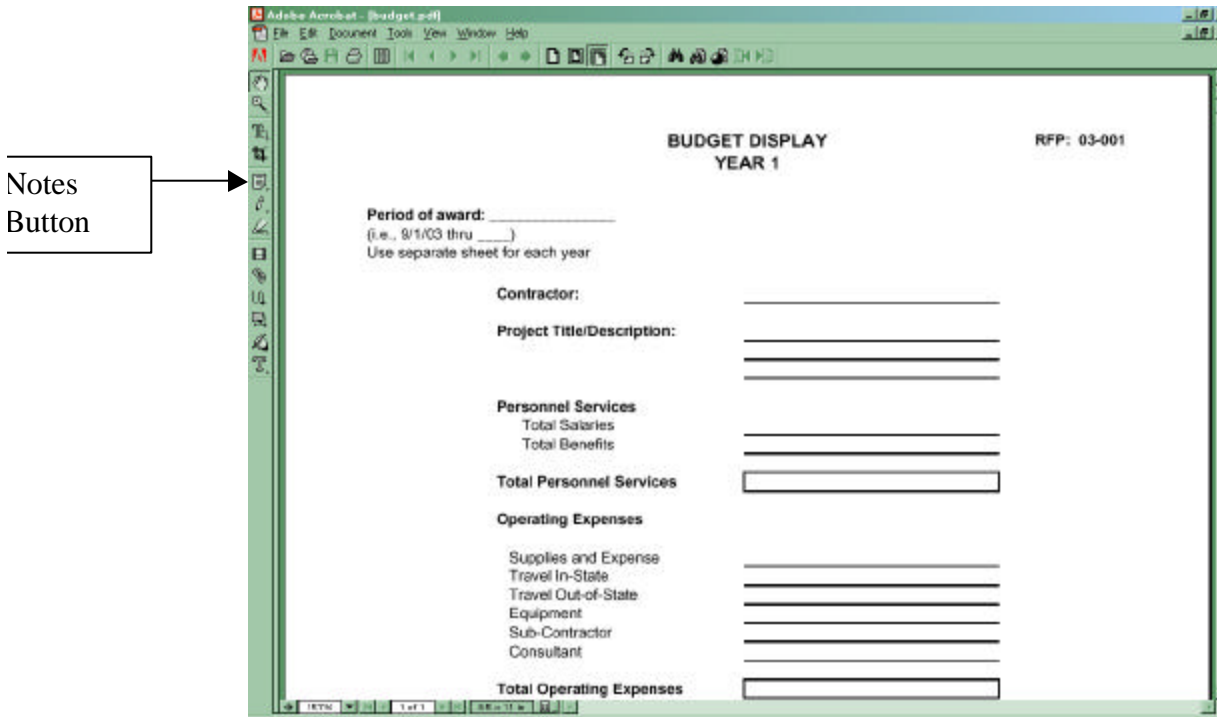 Adobe Acrobat - [budget.pdf]
File Edit Document Tools View Window Help
Notes
Button
BUDGET DISPLAY
RFP: 03-001
YEAR 1
Period of award: _______________
(i.e., 9/1/03 thru ____)
Use separate sheet for each year
Contractor:
Project Title/Description:
Personnel Services
Total Salaries
Total Benefits
Total Personnel Services
Operating Expenses
Supplies and Expense
Travel In-State
Travel Out-of-State
Equipment
Sub-Contractor
Consultant
Total Operating Expenses
1 of 1